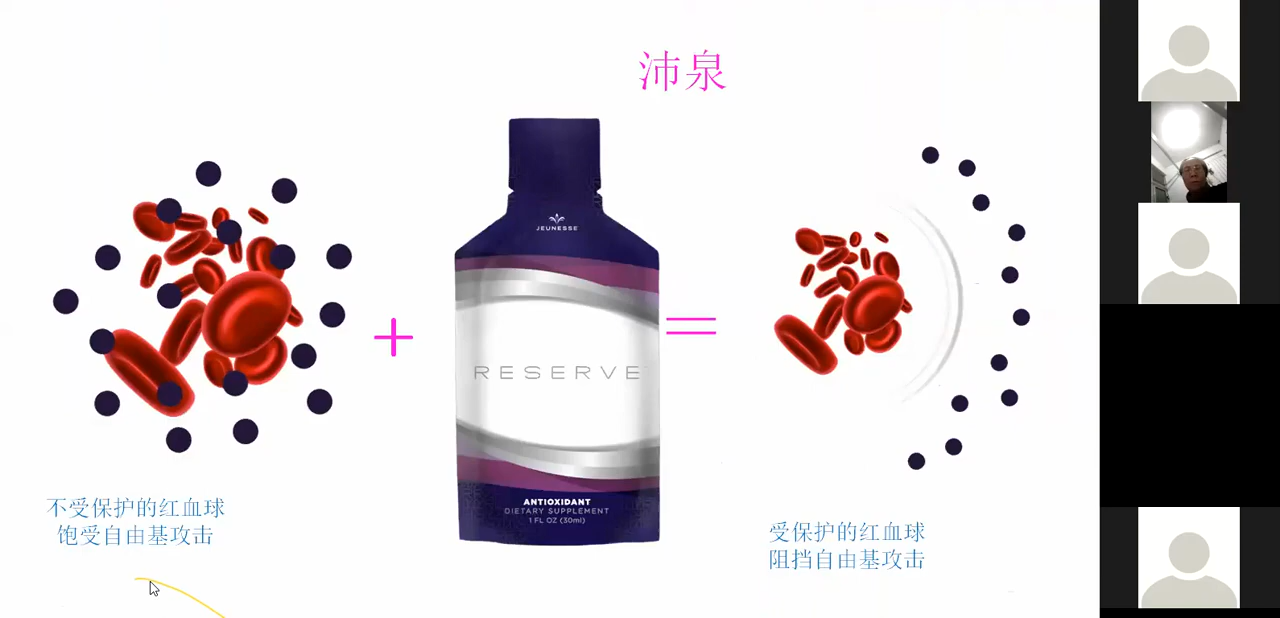 沛泉
JEUNESSE
RESERVE
ANTIOXIDANT
DIETARY SUPPLEMENT
1 FL OZ (30ml)
不受保护的红血球
饱受自由基攻击
受保护的红血球
阻挡自由基攻击